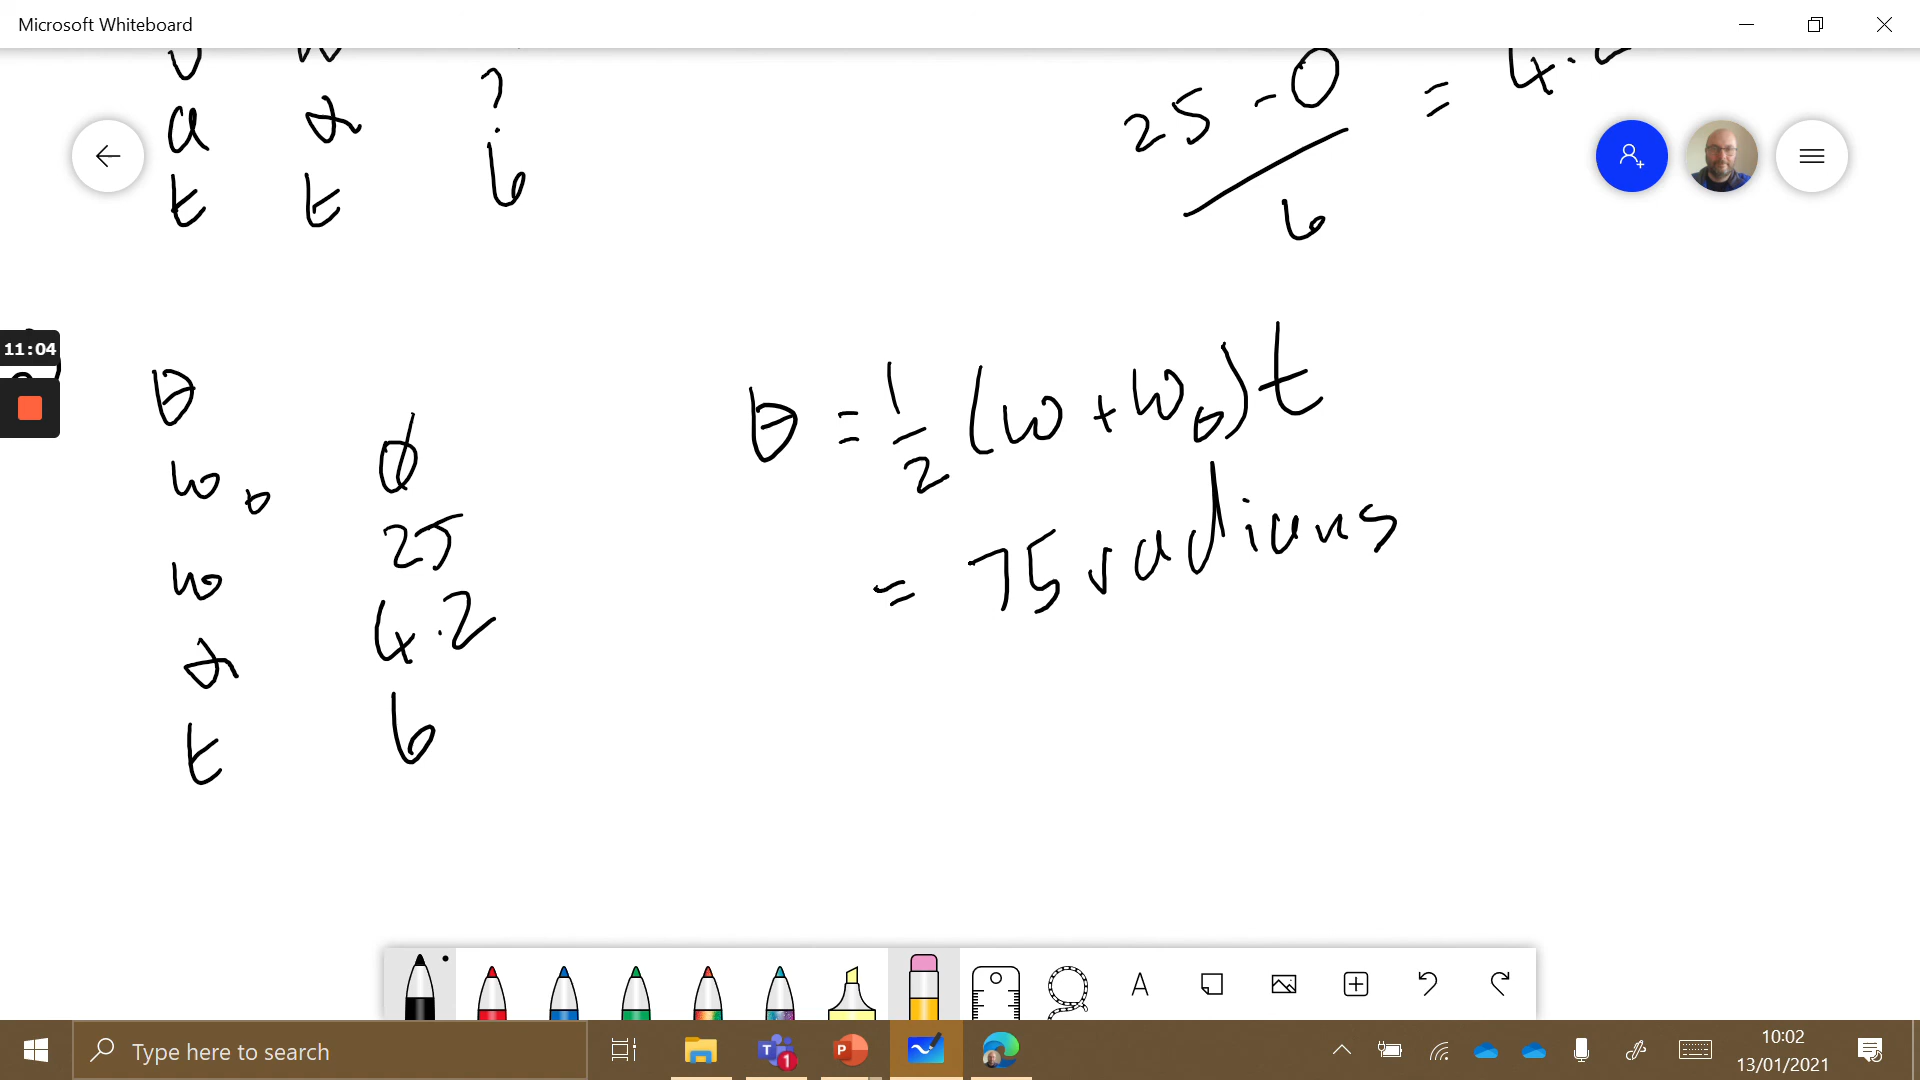 Microsoft Whiteboard
?
25 - 0 = 4.2
a α
6
t t 6
11:04
θ
θ = 1/2 (ω + ω₀) t
ω₀ 0
= 75 radians
ω 25
α 4.2
t 6
A
Type here to search
T 1
P
10:02
13/01/2021